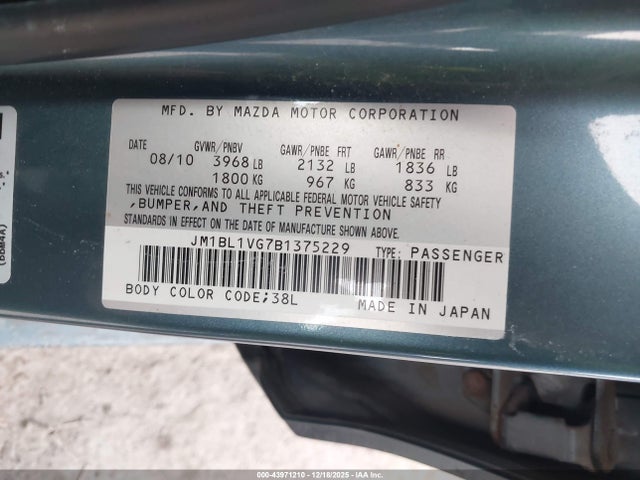 MFD. BY MAZDA MOTOR CORPORATION
DATE GVWR/PNBV GAWR/PNBE FRT GAWR/PNBE RR
08/10 3968 LB 2132 LB 1836 LB
1800 KG 967 KG 833 KG
THIS VEHICLE CONFORMS TO ALL APPLICABLE FEDERAL MOTOR VEHICLE SAFETY
,BUMPER,AND THEFT PREVENTION
STANDARDS IN EFFECT ON THE DATE OF MANUFACTURE SHOWN ABOVE.
JM1BL1VG7B1375229 TYPE: PASSENGER
BODY COLOR CODE;38L MADE IN JAPAN
00-43971210 - 12/18/2025 - IAA Inc.